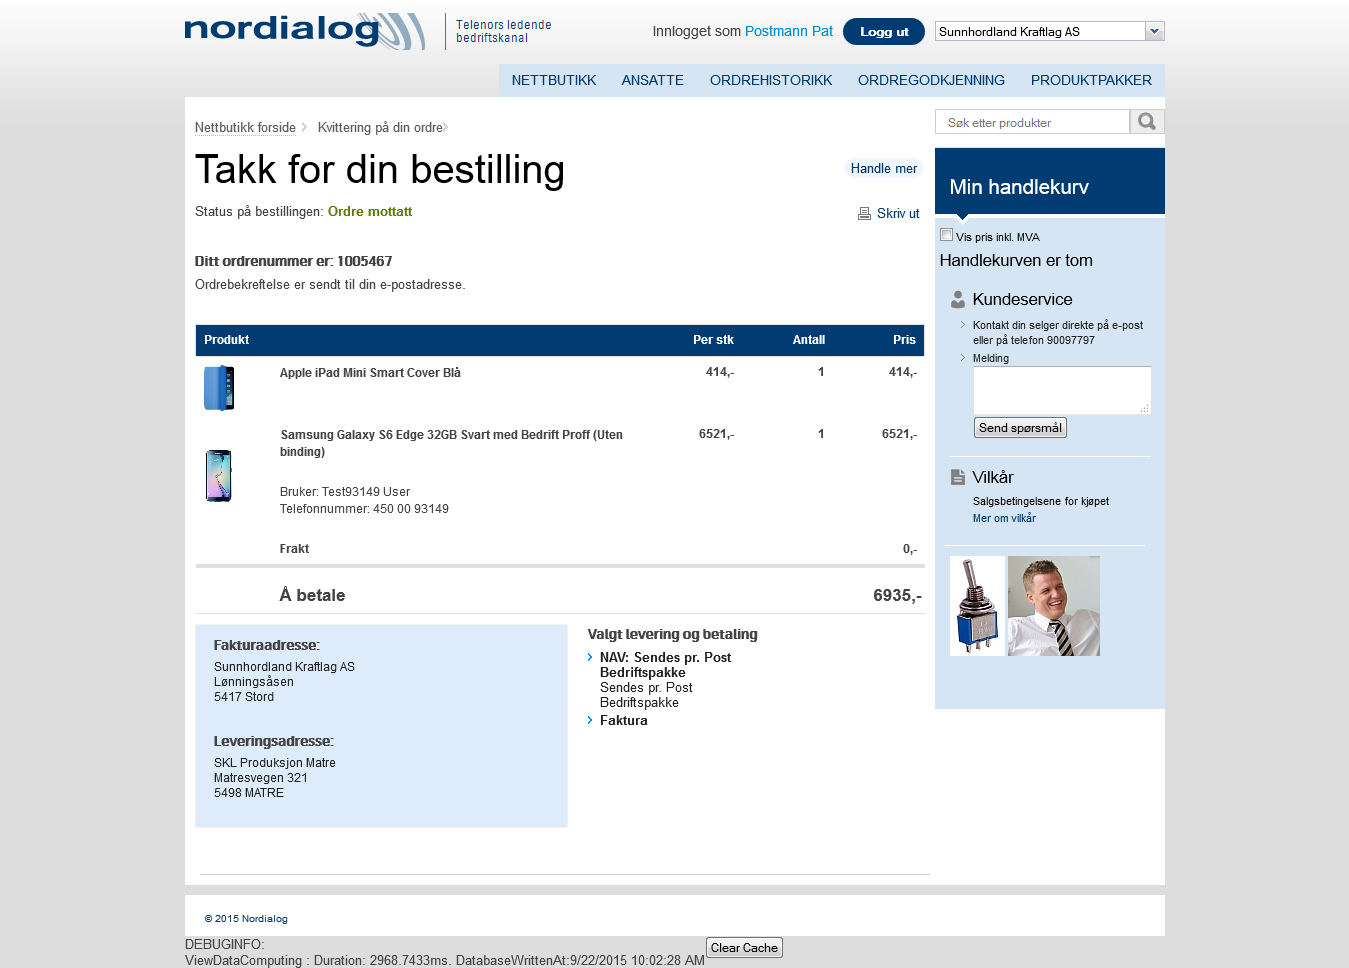 nordialog
Telenors ledende
bedriftskanal
Innlogget som Postmann Pat
Logg ut
Sunnhordland Kraftlag AS
NETTBUTIKK ANSATTE ORDREHISTORIKK ORDREGODKJENNING PRODUKTPAKKER
Nettbutikk forside Kvittering på din ordre
Søk etter produkter
Takk for din bestilling
Handle mer
Status på bestillingen: Ordre mottatt
Skriv ut
Ditt ordrenummer er: 1005467
Ordrebekreftelse er sendt til din e-postadresse.
Produkt Per stk Antall Pris
Apple iPad Mini Smart Cover Blå 414,- 1 414,-
Samsung Galaxy S6 Edge 32GB Svart med Bedrift Proff (Uten 6521,- 1 6521,-
binding)
Bruker: Test93149 User
Telefonnummer: 450 00 93149
Frakt 0,-
Å betale 6935,-
Fakturaadresse:
Sunnhordland Kraftlag AS
Lønningsåsen
5417 Stord
Leveringsadresse:
SKL Produksjon Matre
Matresvegen 321
5498 MATRE
Valgt levering og betaling
NAV: Sendes pr. Post
Bedriftspakke
Sendes pr. Post
Bedriftspakke
Faktura
Min handlekurv
Vis pris inkl. MVA
Handlekurven er tom
Kundeservice
Kontakt din selger direkte på e-post
eller på telefon 90097797
Melding
Send spørsmål
Vilkår
Salgsbetingelsene for kjøpet
Mer om vilkår
© 2015 Nordialog
DEBUGINFO:
ViewDataComputing : Duration: 2968.7433ms. DatabaseWrittenAt:9/22/2015 10:02:28 AM
Clear Cache